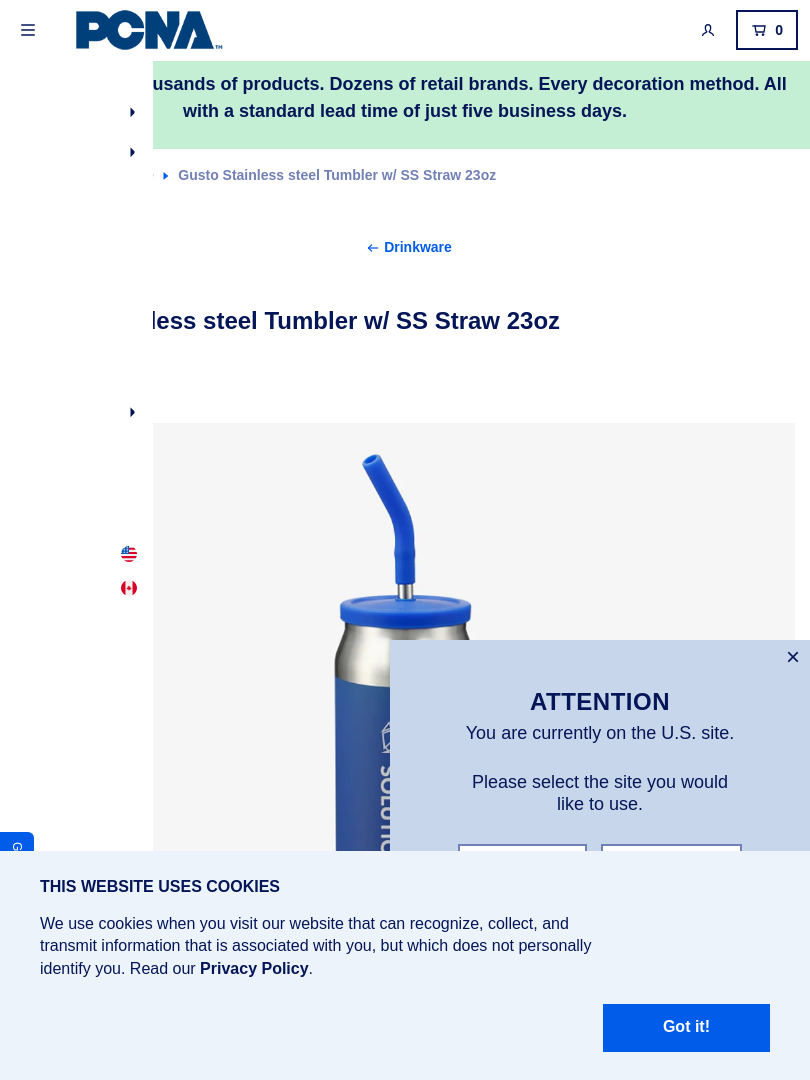 PCNA™
0
usands of products. Dozens of retail brands. Every decoration method. All
with a standard lead time of just five business days.
Gusto Stainless steel Tumbler w/ SS Straw 23oz
Drinkware
less steel Tumbler w/ SS Straw 23oz
ATTENTION
You are currently on the U.S. site.
Please select the site you would
like to use.
SOLUTIO
G
THIS WEBSITE USES COOKIES
We use cookies when you visit our website that can recognize, collect, and
transmit information that is associated with you, but which does not personally
identify you. Read our Privacy Policy.
Got it!